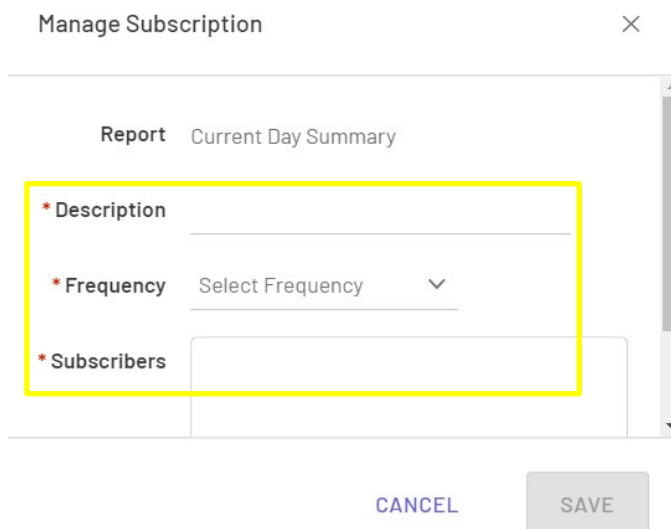 Manage Subscription
Report Current Day Summary
* Description
* Frequency Select Frequency
* Subscribers
CANCEL SAVE